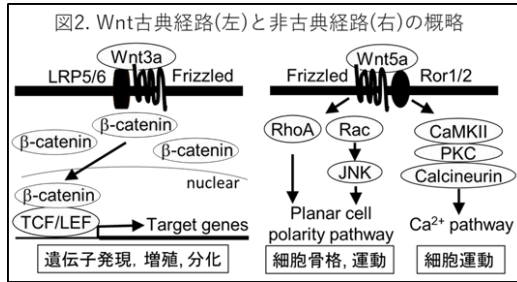 図2. Wnt古典経路(左)と非古典経路(右)の概略
Wnt3a
LRP5/6
Frizzled
β-catenin
β-catenin
β-catenin
nuclear
β-catenin
TCF/LEF
Target genes
遺伝子発現, 増殖, 分化
Wnt5a
Frizzled
Ror1/2
RhoA
Rac
JNK
Planar cell
polarity pathway
細胞骨格, 運動
CaMKII
PKC
Calcineurin
Ca²⁺ pathway
細胞運動